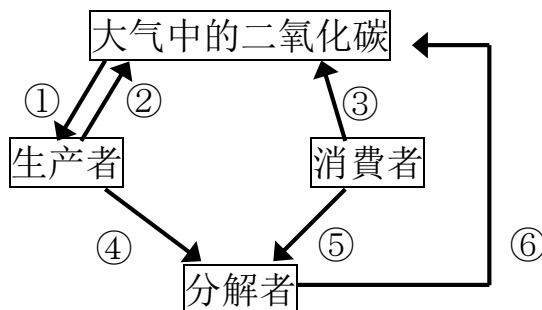 大气中的二氧化碳
① ② ③
生产者 消费者
④ ⑤ ⑥
分解者